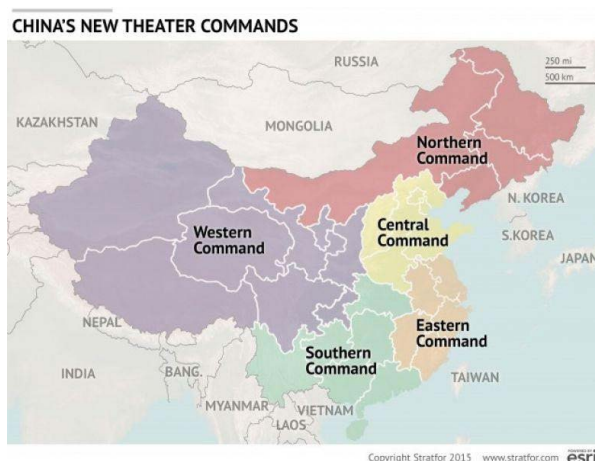 CHINA'S NEW THEATER COMMANDS
RUSSIA
250 mi
500 km
KAZAKHSTAN
MONGOLIA
Northern
Command
N. KOREA
Western
Command
Central
Command
S.KOREA
JAPAN
NEPAL
Eastern
Command
Southern
Command
INDIA
BANG.
TAIWAN
MYANMAR
VIETNAM
LAOS
Copyright Stratfor 2015 www.stratfor.com
POWERED BY
esri